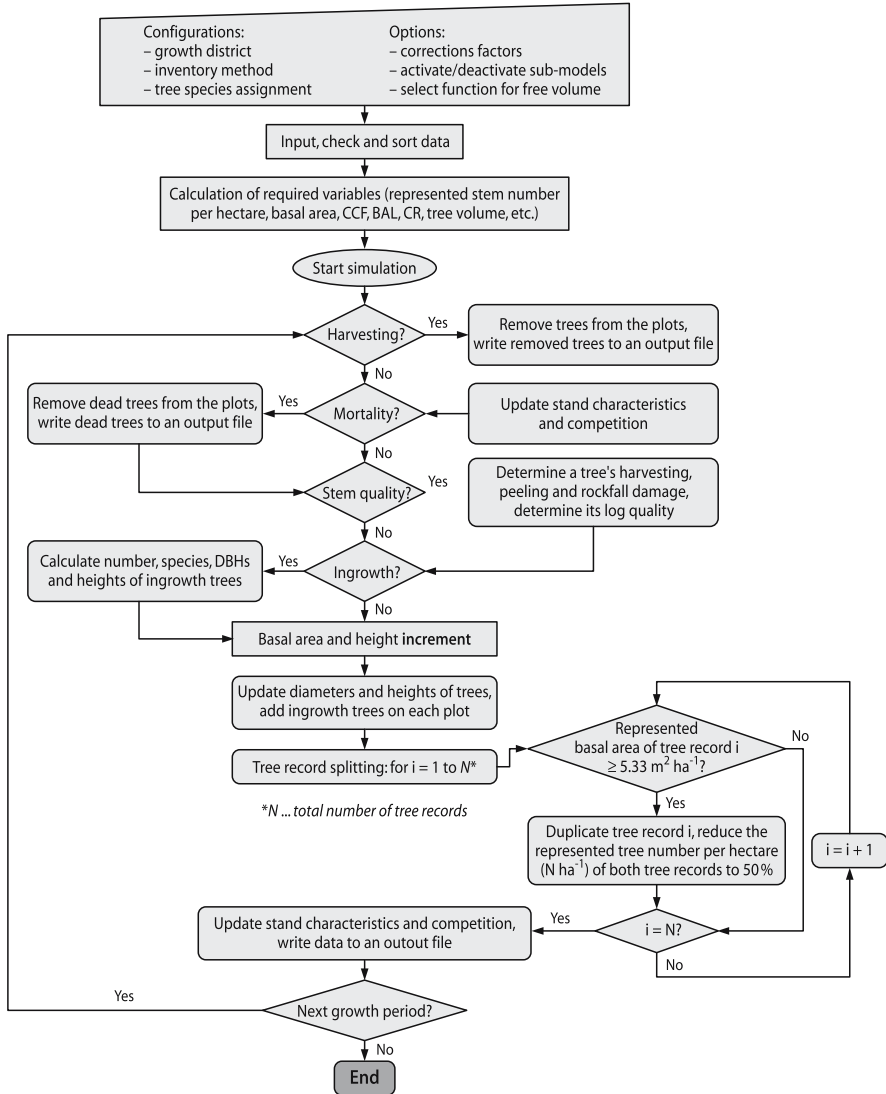 Configurations:
– growth district
– inventory method
– tree species assignment
Options:
– corrections factors
– activate/deactivate sub-models
– select function for free volume
Input, check and sort data
Calculation of required variables (represented stem number
per hectare, basal area, CCF, BAL, CR, tree volume, etc.)
Start simulation
Harvesting?
Yes
Remove trees from the plots,
write removed trees to an output file
No
Remove dead trees from the plots,
write dead trees to an output file
Yes
Mortality?
Update stand characteristics
and competition
No
Stem quality?
Yes
Determine a tree's harvesting,
peeling and rockfall damage,
determine its log quality
No
Calculate number, species, DBHs
and heights of ingrowth trees
Yes
Ingrowth?
No
Basal area and height increment
Update diameters and heights of trees,
add ingrowth trees on each plot
Tree record splitting: for i = 1 to N*
*N ... total number of tree records
Represented
basal area of tree record i
≥ 5.33 m² ha⁻¹?
No
Yes
Duplicate tree record i, reduce the
represented tree number per hectare
(N ha⁻¹) of both tree records to 50 %
i = i + 1
i = N?
Yes
No
Update stand characteristics and competition,
write data to an outout file
Next growth period?
Yes
No
End